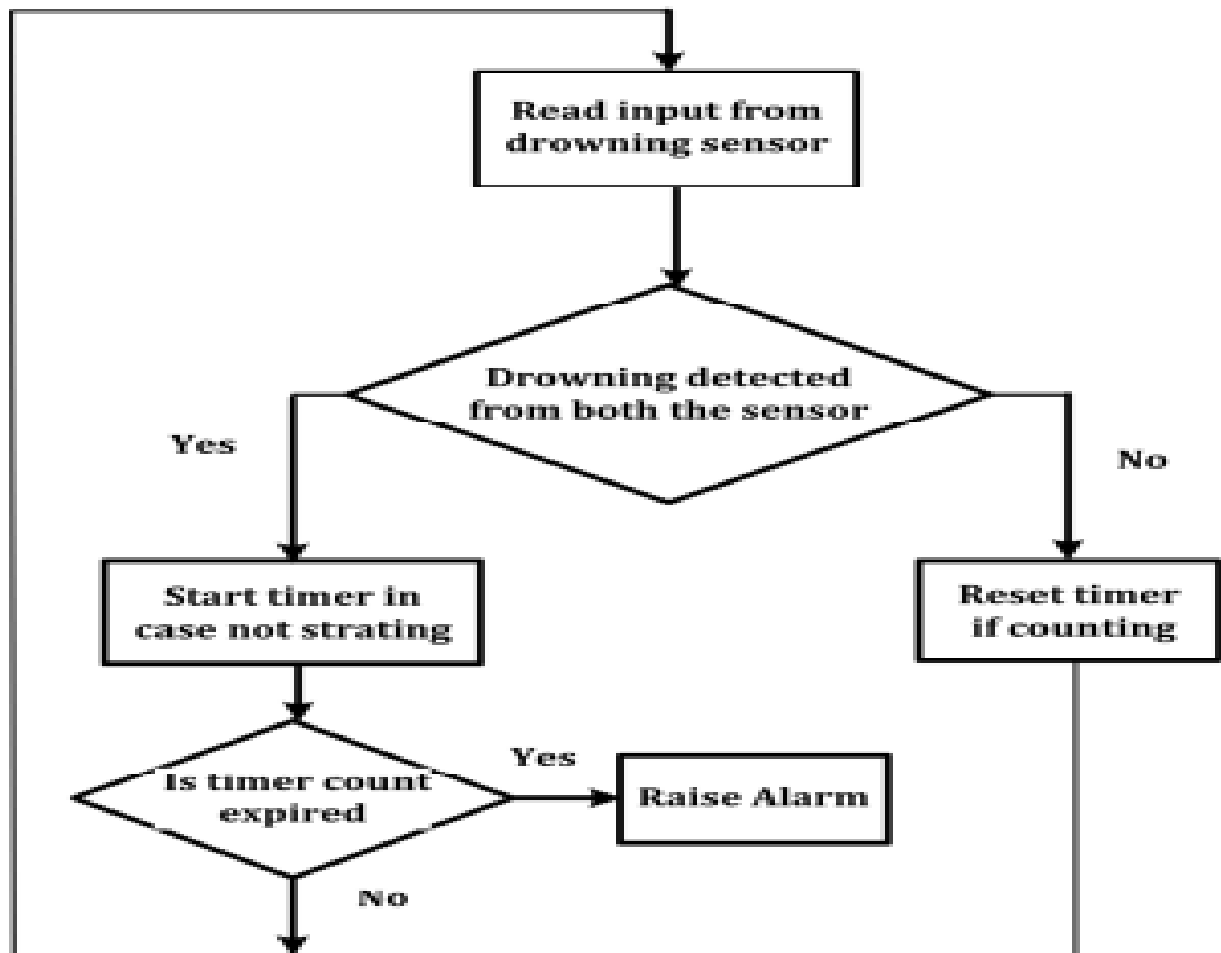 Read input from
drowning sensor
Drowning detected
from both the sensor
Yes
No
Start timer in
case not strating
Reset timer
if counting
Is timer count
expired
Yes
Raise Alarm
No